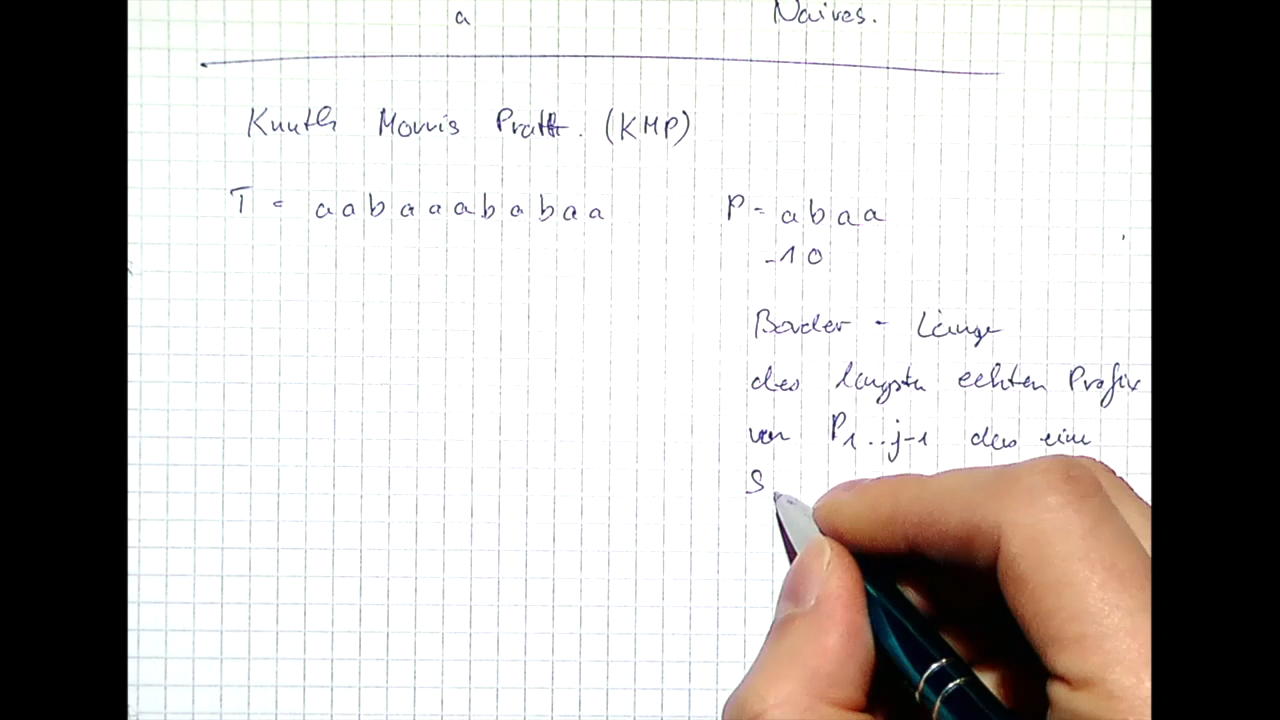 a Naives.
Knuth Morris Pratt. (KMP)
T = aabaaababaa P = abaa
-1 0
Border - Länge
des längsten echten Präfix
von P1..j-1 das ein
S